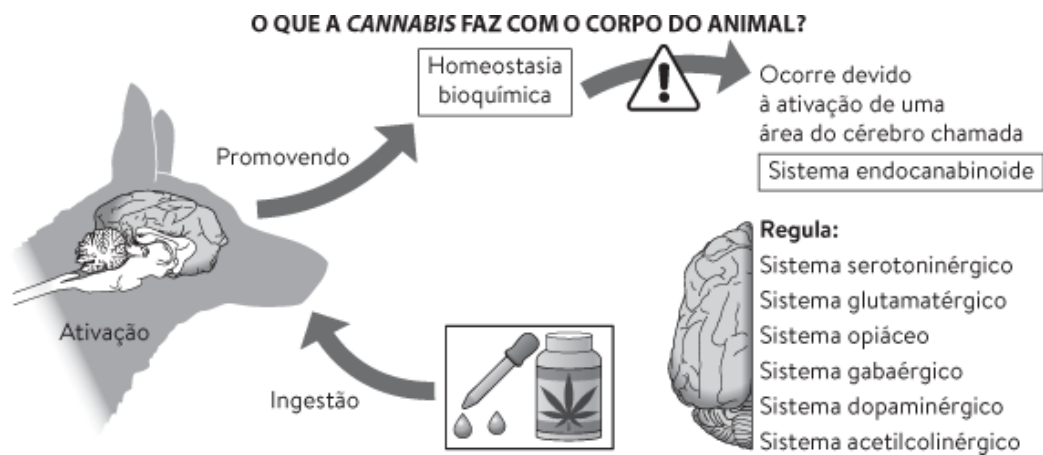 O QUE A CANNABIS FAZ COM O CORPO DO ANIMAL?
Homeostasia
bioquímica
Ocorre devido
à ativação de uma
área do cérebro chamada
Sistema endocanabinoide
Promovendo
Ativação
Ingestão
Regula:
Sistema serotoninérgico
Sistema glutamatérgico
Sistema opiáceo
Sistema gabaérgico
Sistema dopaminérgico
Sistema acetilcolinérgico